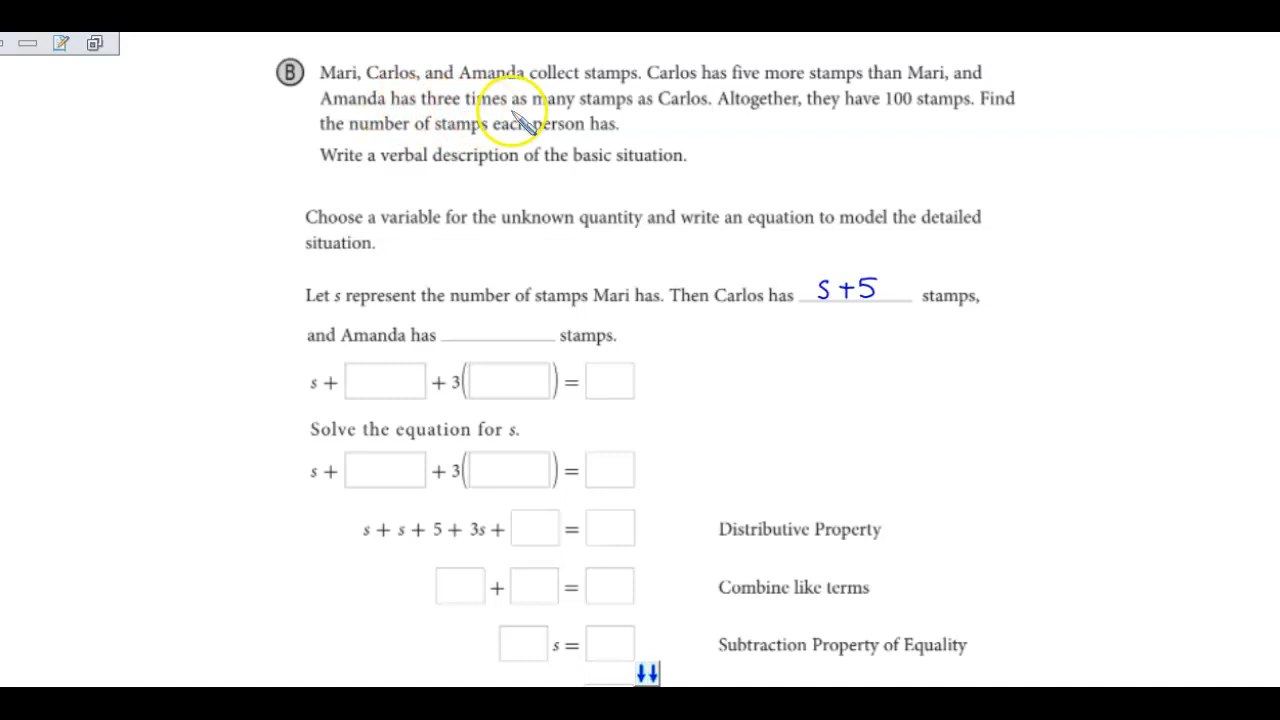 B Mari, Carlos, and Amanda collect stamps. Carlos has five more stamps than Mari, and
Amanda has three times as many stamps as Carlos. Altogether, they have 100 stamps. Find
the number of stamps each person has.
Write a verbal description of the basic situation.
Choose a variable for the unknown quantity and write an equation to model the detailed
situation.
Let s represent the number of stamps Mari has. Then Carlos has s+5 stamps,
and Amanda has ________ stamps.
s + + 3( ) =
Solve the equation for s.
s + + 3( ) =
s + s + 5 + 3s + = Distributive Property
+ = Combine like terms
s = Subtraction Property of Equality